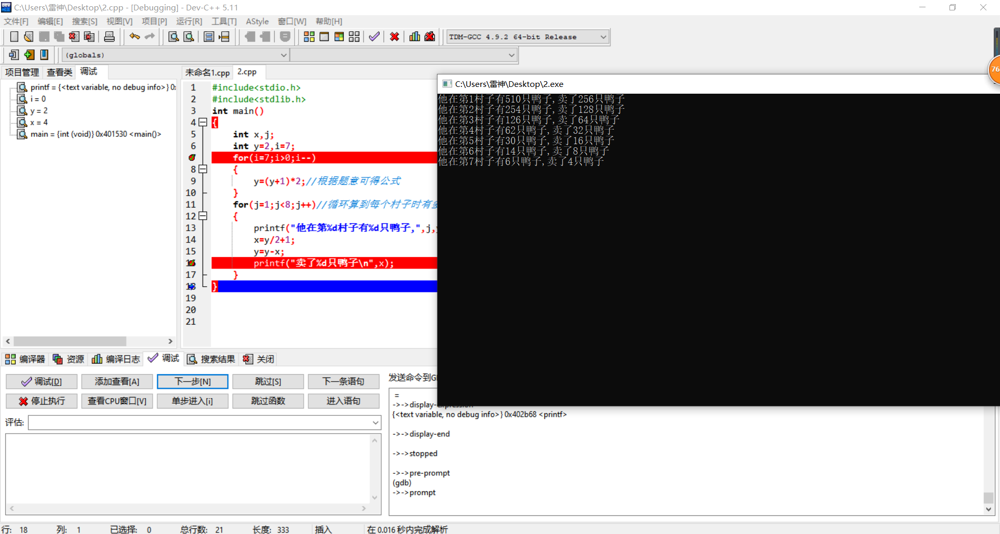 C:\Users\雷神\Desktop\2.cpp - [Debugging] - Dev-C++ 5.11
文件[F] 编辑[E] 搜索[S] 视图[V] 项目[P] 运行[R] 工具[T] AStyle 窗口[W] 帮助[H]
TDM-GCC 4.9.2 64-bit Release
(globals)
项目管理 查看类 调试
printf = {<text variable, no debug info>} 0
i = 0
y = 2
x = 4
main = {int (void)} 0x401530 <main()>
未命名1.cpp 2.cpp
1 #include<stdio.h>
2 #include<stdlib.h>
3 int main()
4 {
5 int x,j;
6 int y=2,i=7;
for(i=7;i>0;i--)
8 {
9 y=(y+1)*2;//根据题意可得公式
10 }
11 for(j=1;j<8;j++)//循环算到每个村子时有
12 {
13 printf("他在第%d村子有%d只鸭子,",j,
14 x=y/2+1;
15 y=y-x;
printf("卖了%d只鸭子\n",x);
17 }
18 }
19
20
21
C:\Users\雷神\Desktop\2.exe
他在第1村子有510只鸭子,卖了256只鸭子
他在第2村子有254只鸭子,卖了128只鸭子
他在第3村子有126只鸭子,卖了64只鸭子
他在第4村子有62只鸭子,卖了32只鸭子
他在第5村子有30只鸭子,卖了16只鸭子
他在第6村子有14只鸭子,卖了8只鸭子
他在第7村子有6只鸭子,卖了4只鸭子
76
编译器 资源 编译日志 调试 搜索结果 关闭
调试[D] 添加查看[A] 下一步[N] 跳过[S] 下一条语句
停止执行 查看CPU窗口[V] 单步进入[i] 跳过函数 进入语句
评估:
发送命令到G
=
->->display-expression
{<text variable, no debug info>} 0x402b68 <printf>
->->display-end
->->stopped
->->pre-prompt
(gdb)
->->prompt
行: 18 列: 1 已选择: 0 总行数: 21 长度: 333 插入 在 0.016 秒内完成解析